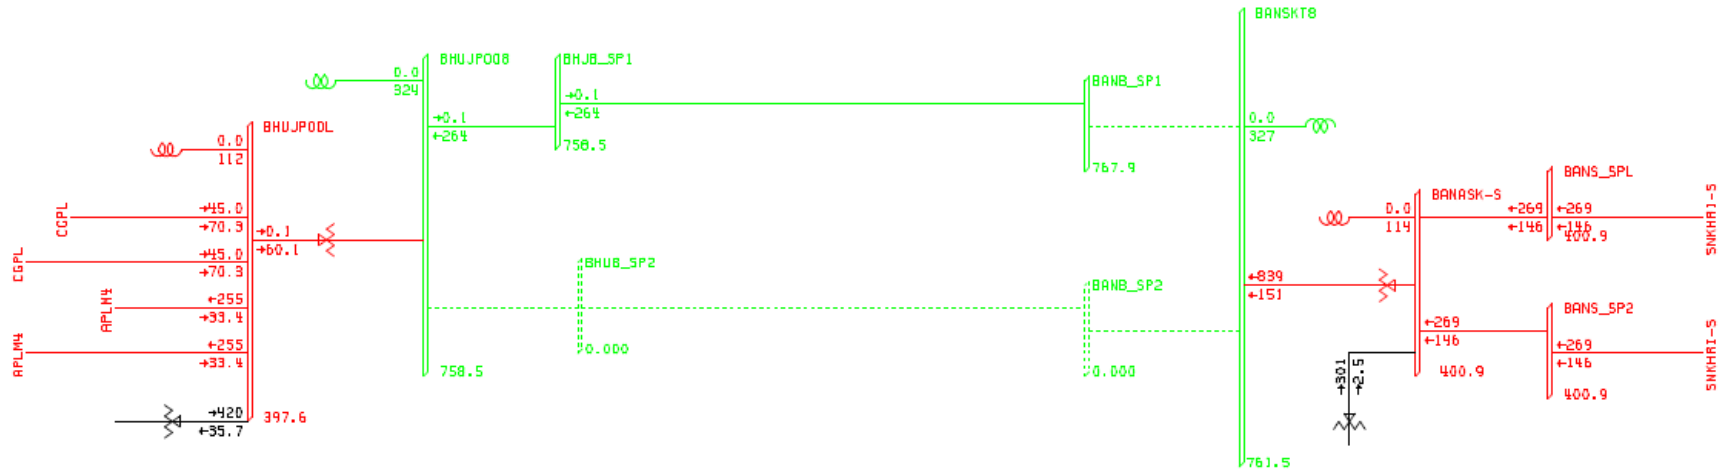 BANSKT8
BHUJPOO8
BHJB_SP1
0.0
324
BANB_SP1
→0.1
←264
→0.1
←264
0.0
327
BHUJPODL
0.0
112
758.5
767.9
BANS_SPL
BANASK-S
CGPL
→45.0
→70.3
0.0
114
←269
←146
←269
←146
400.9
SNKHRI-S
→0.1
→60.1
CGPL
→45.0
→70.3
BHUB_SP2
BANB_SP2
←839
←151
APLM4
←255
→33.4
BANS_SP2
←269
←146
APLM4
←255
→33.4
0.000
←269
←146
SNKHRI-S
→301
→2.5
758.5
0.000
400.9
400.9
→420
←35.7
397.6
761.5